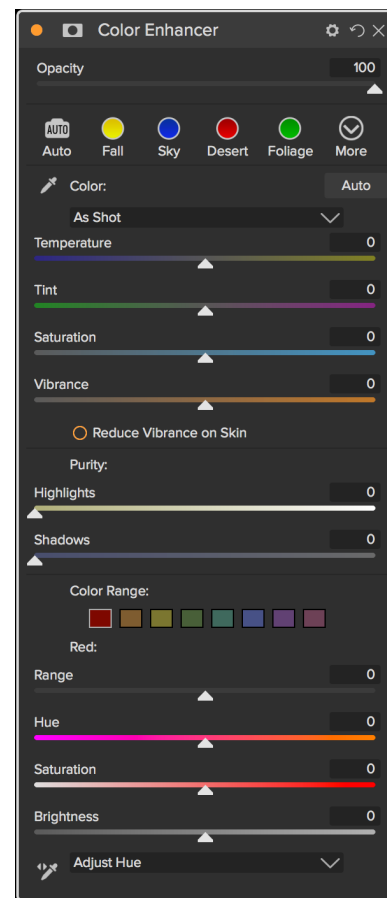 Color Enhancer
Opacity 100
AUTO
Auto Fall Sky Desert Foliage More
Color: Auto
As Shot
Temperature 0
Tint 0
Saturation 0
Vibrance 0
Reduce Vibrance on Skin
Purity:
Highlights 0
Shadows 0
Color Range:
Red:
Range 0
Hue 0
Saturation 0
Brightness 0
Adjust Hue